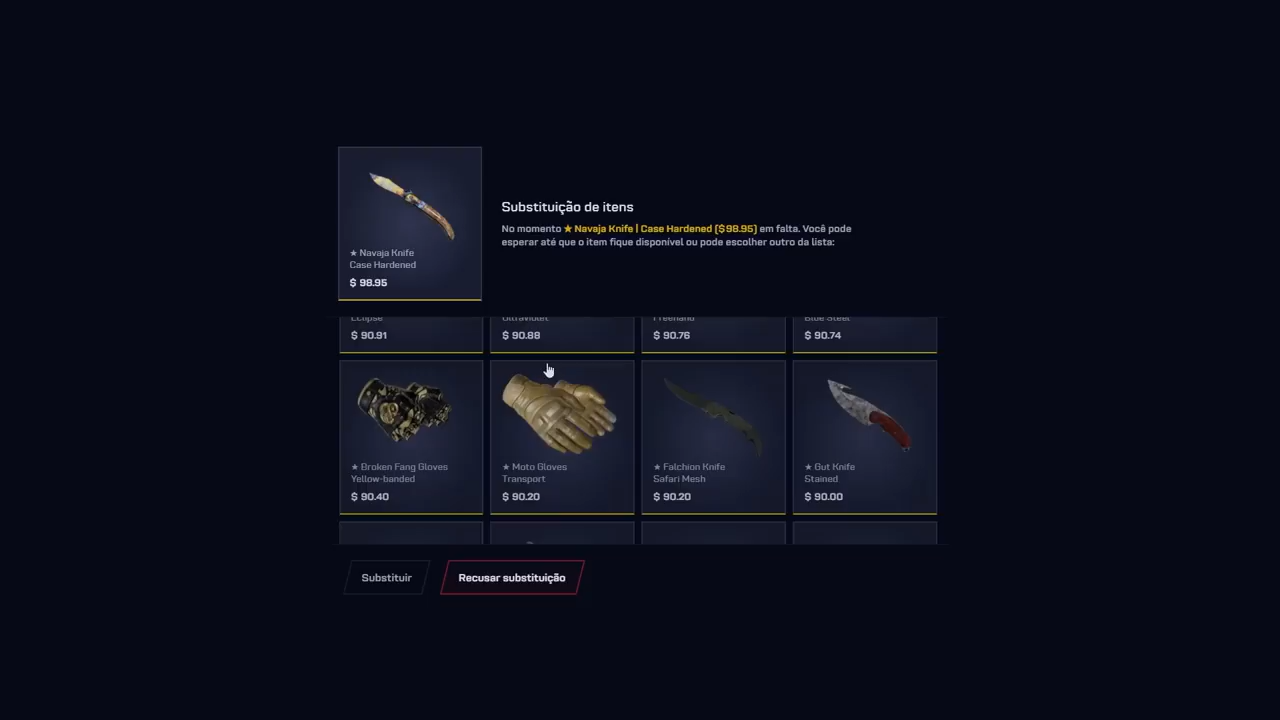 Substituição de itens
No momento ★ Navaja Knife | Case Hardened ($98.95) em falta. Você pode
esperar até que o item fique disponível ou pode escolher outro da lista:
★ Navaja Knife
Case Hardened
$ 98.95
Eclipse
Ultraviolet
Freehand
Blue Steel
$ 90.91
$ 90.88
$ 90.76
$ 90.74
★ Broken Fang Gloves
Yellow-banded
$ 90.40
★ Moto Gloves
Transport
$ 90.20
★ Falchion Knife
Safari Mesh
$ 90.20
★ Gut Knife
Stained
$ 90.00
Substituir
Recusar substituição